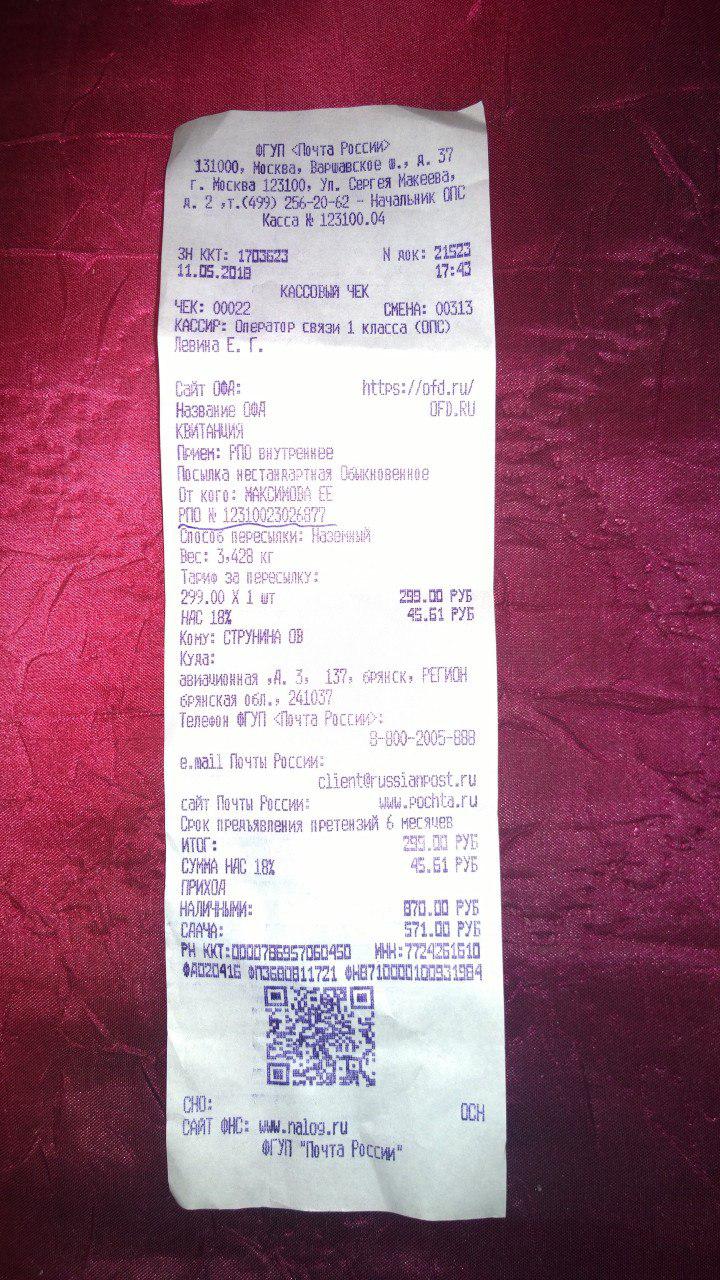 ФГУП <Почта России>
131000, Москва, Варшавское ш., д. 37
г. Москва 123100, Ул. Сергея Макеева,
д. 2 ,т.(499) 256-20-62 - Начальник ОПС
Касса № 123100.04
ЗН ККТ: 1703623 N док: 21523
11.05.2018 17:43
КАССОВЫЙ ЧЕК
ЧЕК: 00022 СМЕНА: 00313
КАССИР: Оператор связи 1 класса (ОПС)
Левина Е. Г.
Сайт ОФД: https://ofd.ru/
Название ОФД OFD.RU
КВИТАНЦИЯ
Прием: РПО внутреннее
Посылка нестандартная Обыкновенное
От кого: МАКСИМОВА ЕЕ
РПО № 12310023026877
Способ пересылки: Наземный
Вес: 3,428 кг
Тариф за пересылку:
299.00 X 1 шт 299.00 РУБ
НДС 18% 45.61 РУБ
Кому: СТРУНИНА ОВ
Куда:
авиационная ,Д. 3, 137, брянск, РЕГИОН
брянская обл., 241037
Телефон ФГУП <Почта России>:
8-800-2005-888
e.mail Почты России:
client@russianpost.ru
сайт Почты России: www.pochta.ru
Срок предъявления претензий 6 месяцев
ИТОГ: 299.00 РУБ
СУММА НДС 18% 45.61 РУБ
ПРИХОД
НАЛИЧНЫМИ: 870.00 РУБ
СДАЧА: 571.00 РУБ
РН ККТ:0000786957060450 ИНН:7724261610
ФД020416 ФП3680811721 ФН8710000100931984
СНО: ОСН
САЙТ ФНС: www.nalog.ru
ФГУП "Почта России"